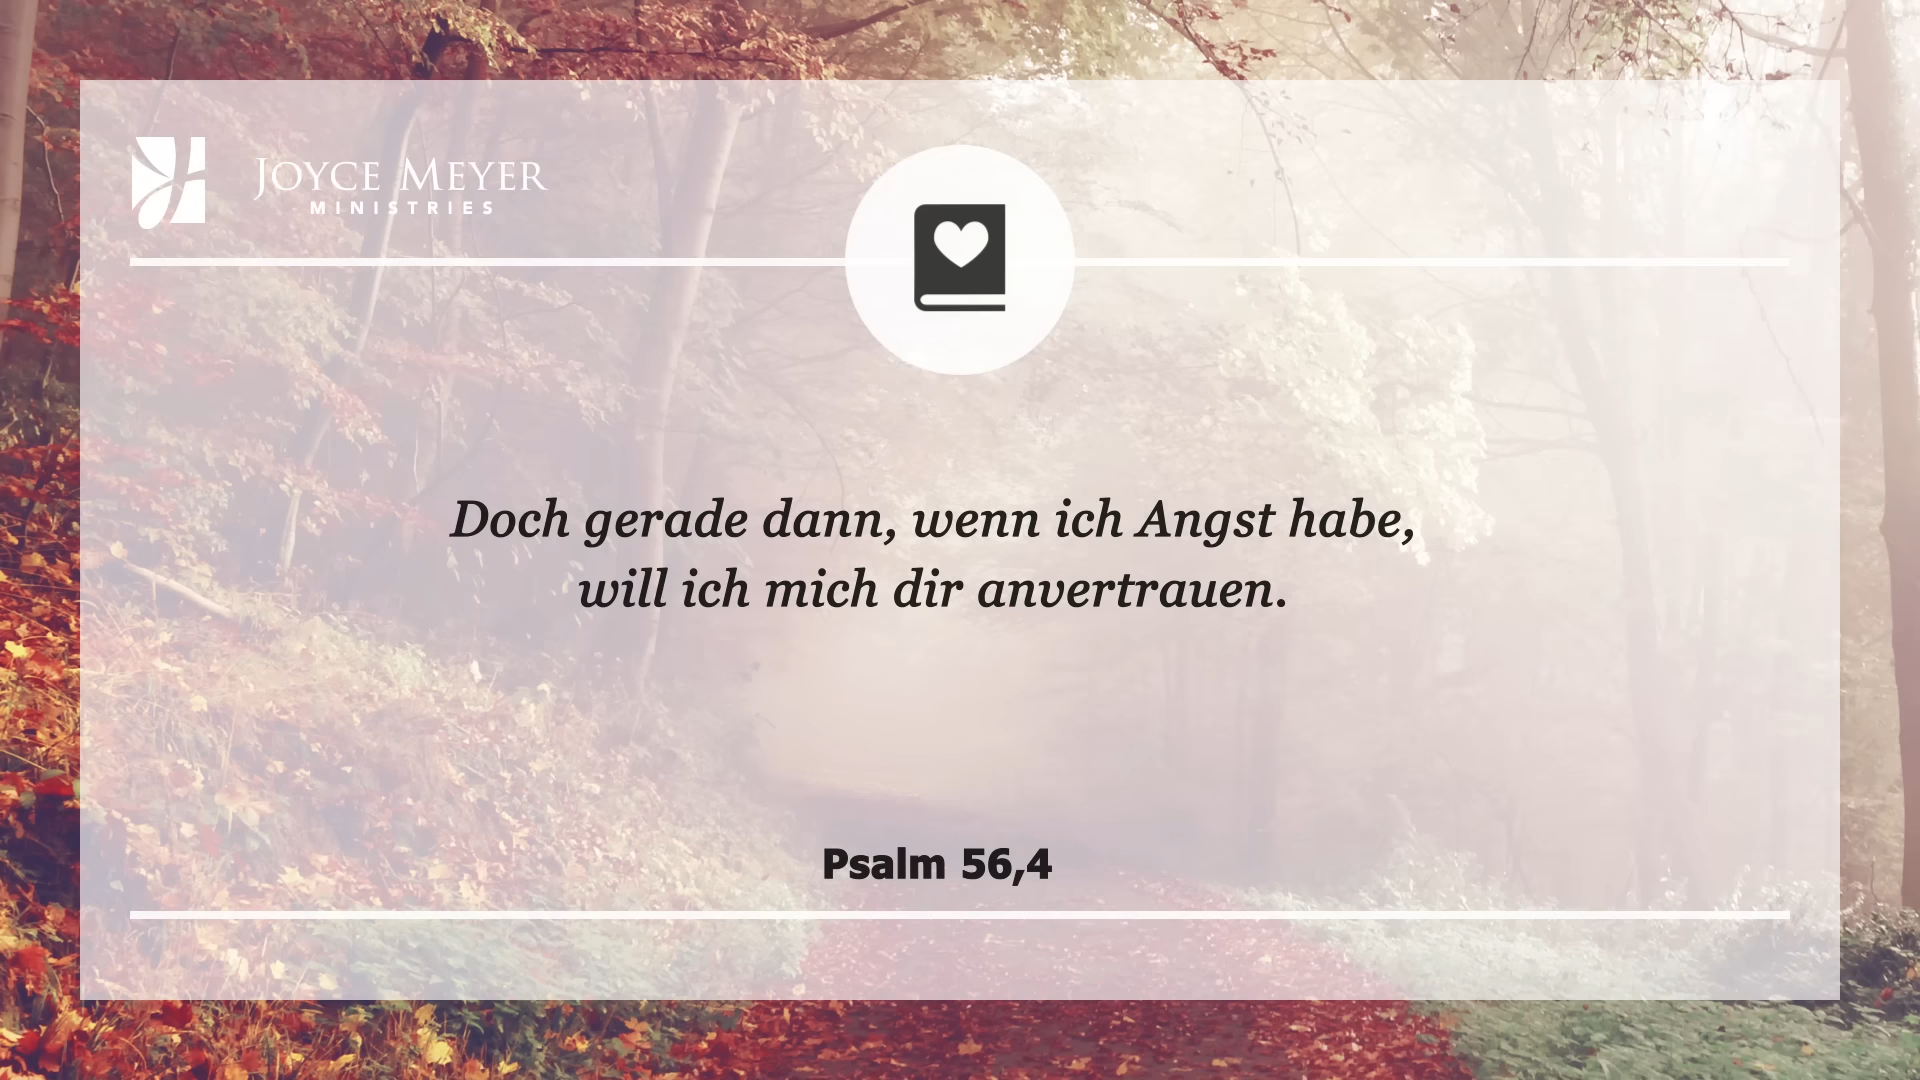 JOYCE MEYER
MINISTRIES
Doch gerade dann, wenn ich Angst habe,
will ich mich dir anvertrauen.
Psalm 56,4